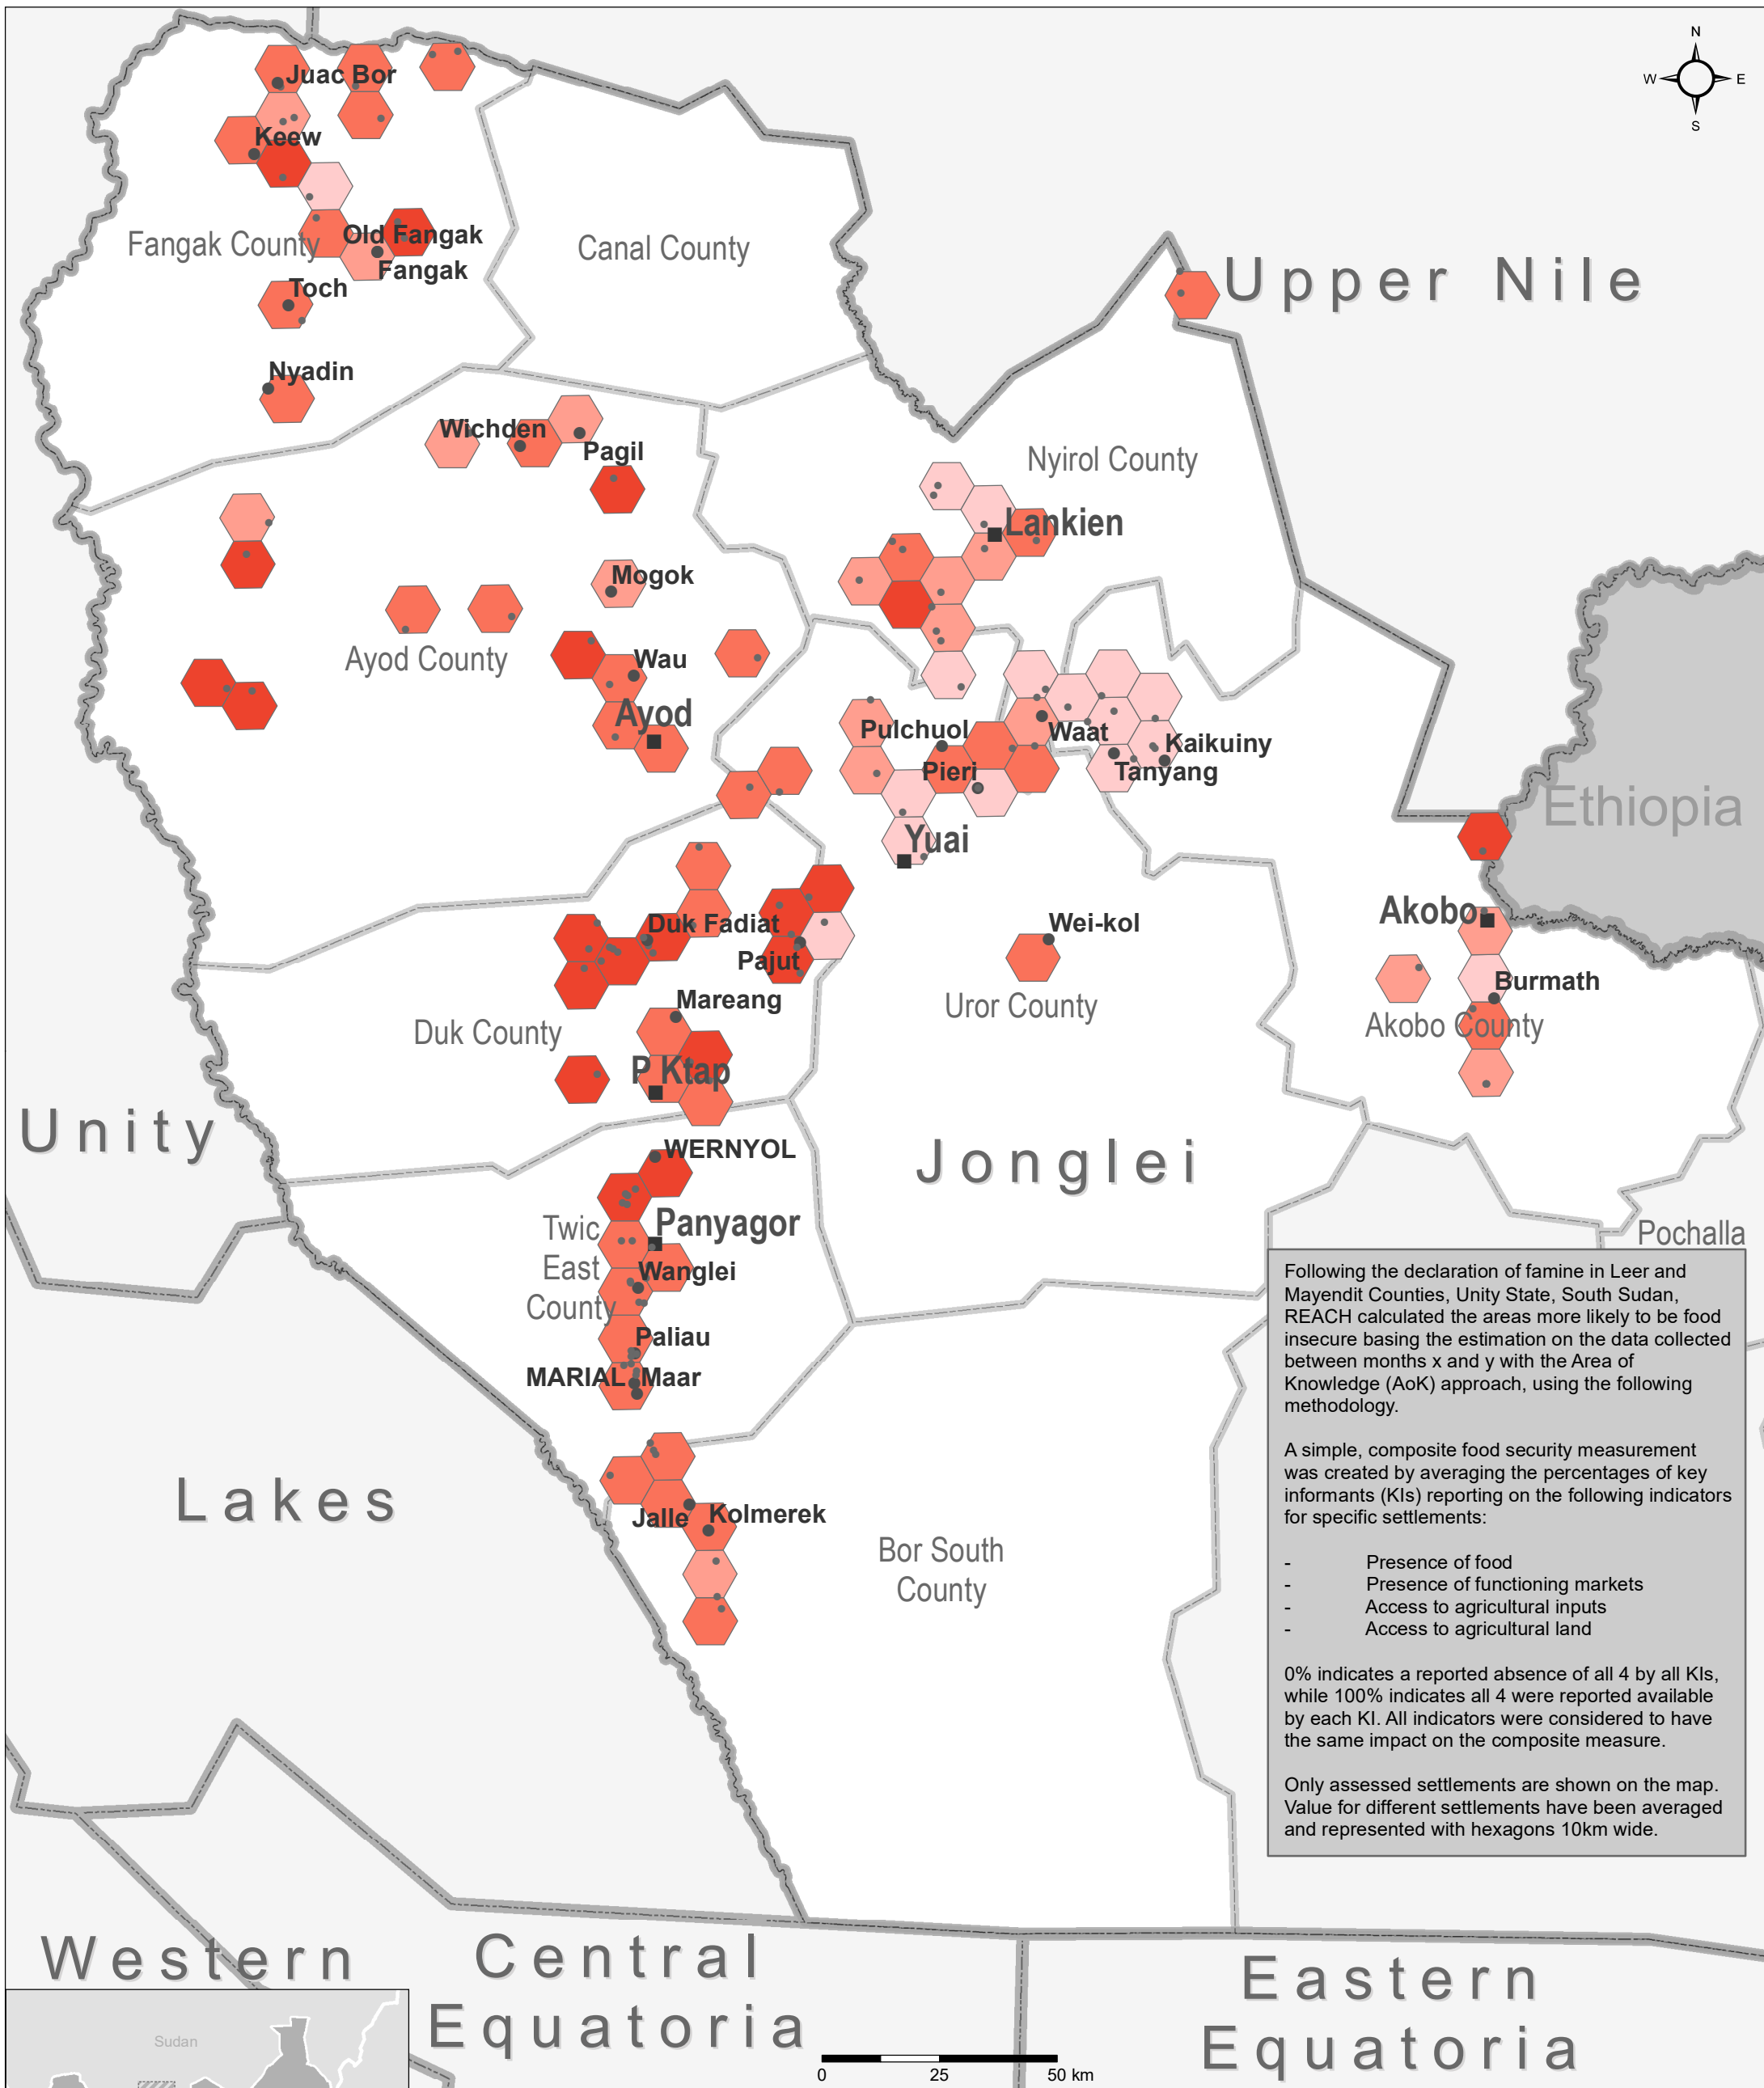 N
W E
S
Juac Bor
Keew
Fangak County
Old Fangak
Fangak
Canal County
Upper Nile
Toch
Nyadin
Wichden
Pagil
Nyirol County
Lankien
Mogok
Ayod County
Wau
Ayod
Pulchuol
Waat
Kaikuiny
Pieri
Tanyang
Ethiopia
Yuai
Duk Fadiat
Wei-kol
Akobo
Pajut
Burmath
Mareang
Uror County
Akobo County
Duk County
P Ktap
Unity
WERNYOL
Jonglei
Twic
East
County
Panyagor
Pochalla
Wanglei
Paliau
MARIAL Maar
Lakes
Jalle
Kolmerek
Bor South
County
Following the declaration of famine in Leer and
Mayendit Counties, Unity State, South Sudan,
REACH calculated the areas more likely to be food
insecure basing the estimation on the data collected
between months x and y with the Area of
Knowledge (AoK) approach, using the following
methodology.
A simple, composite food security measurement
was created by averaging the percentages of key
informants (KIs) reporting on the following indicators
for specific settlements:
- Presence of food
- Presence of functioning markets
- Access to agricultural inputs
- Access to agricultural land
0% indicates a reported absence of all 4 by all KIs,
while 100% indicates all 4 were reported available
by each KI. All indicators were considered to have
the same impact on the composite measure.
Only assessed settlements are shown on the map.
Value for different settlements have been averaged
and represented with hexagons 10km wide.
Western
Central
Equatoria
Eastern
Equatoria
Sudan
0 25 50 km